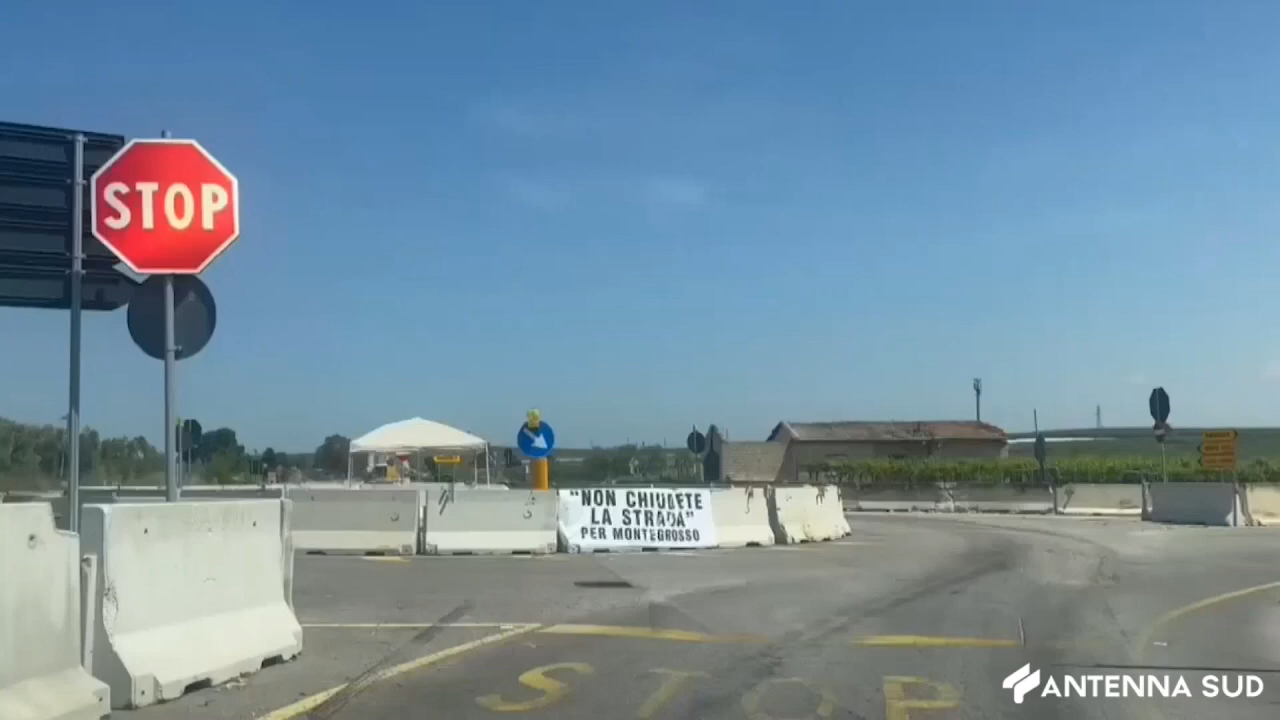 STOP
"NON CHIUDETE
LA STRADA"
PER MONTEGROSSO
STOP
ANTENNA SUD